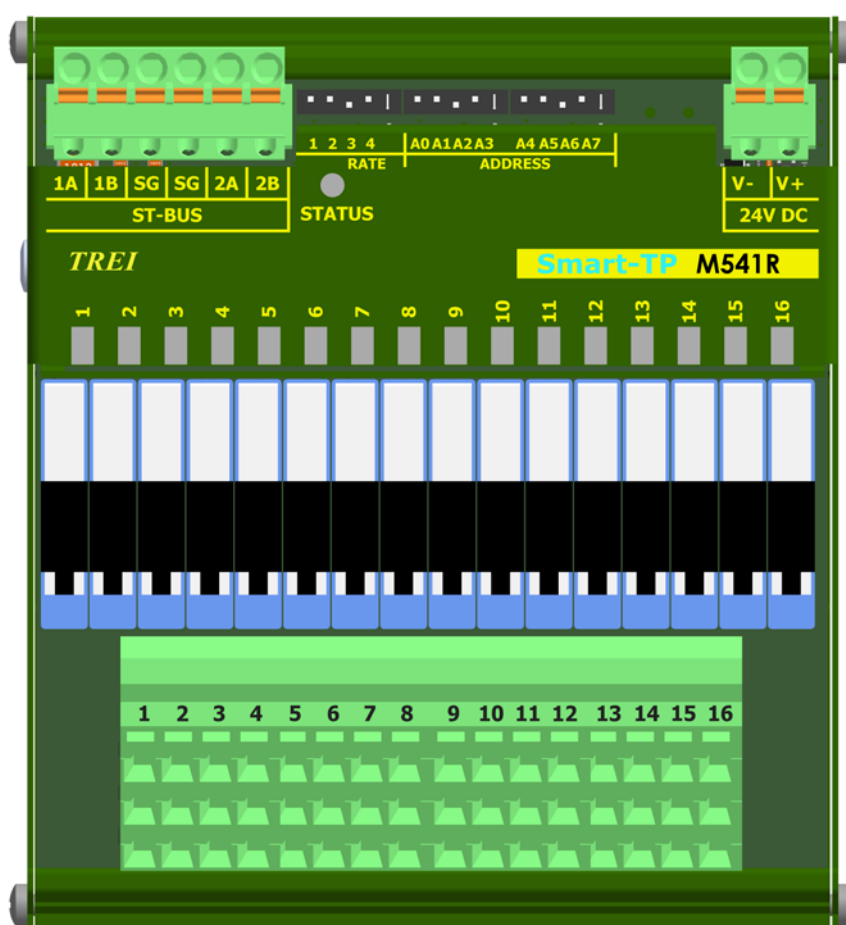 1 2 3 4 A0 A1 A2 A3 A4 A5 A6 A7
RATE ADDRESS
1A 1B SG SG 2A 2B V- V+
ST-BUS STATUS 24V DC
TREI Smart-TP M541R
1 2 3 4 5 6 7 8 9 10 11 12 13 14 15 16
1 2 3 4 5 6 7 8 9 10 11 12 13 14 15 16